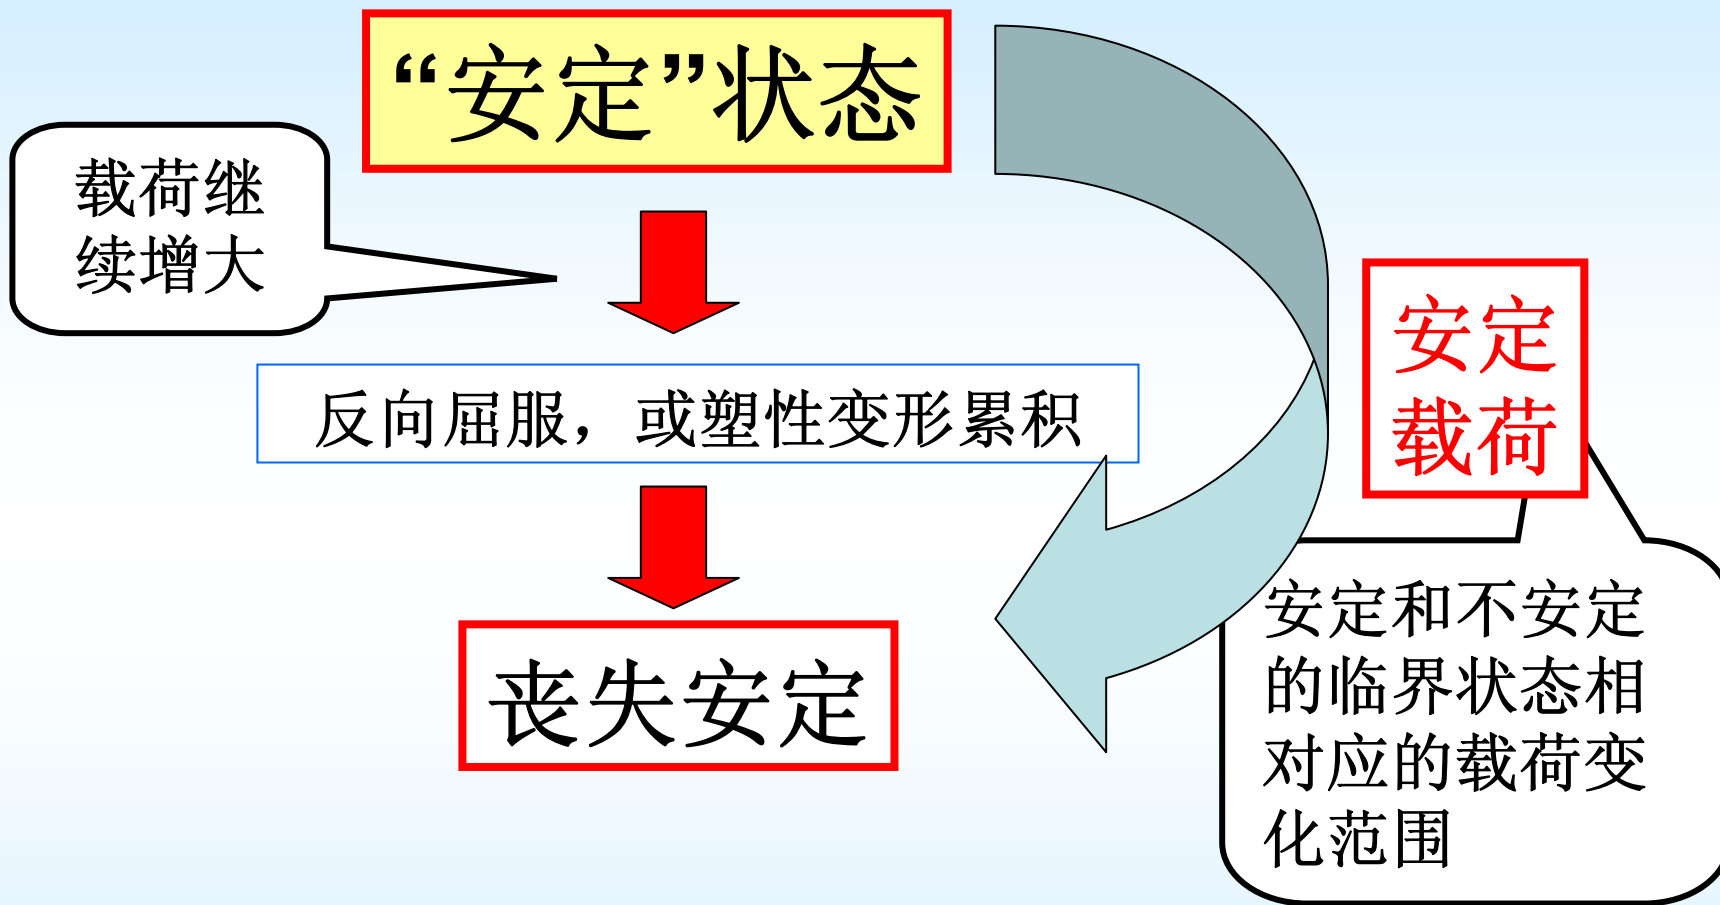 “安定”状态
载荷继
续增大
反向屈服，或塑性变形累积
丧失安定
安定
载荷
安定和不安定
的临界状态相
对应的载荷变
化范围